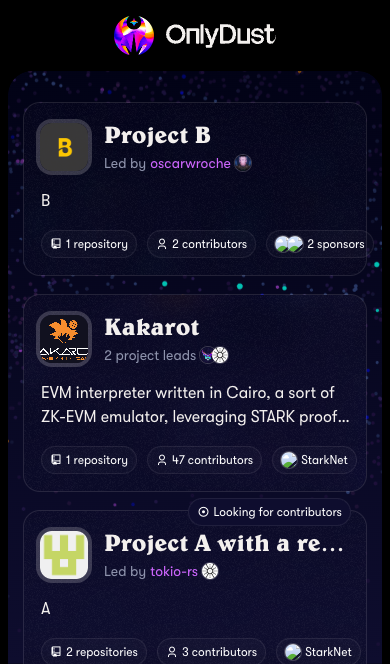 OnlyDust
B
Project B
Led by oscarwroche
B
1 repository
2 contributors
2 sponsors
KAKAROT
Kakarot
2 project leads
EVM interpreter written in Cairo, a sort of
ZK-EVM emulator, leveraging STARK proof...
1 repository
47 contributors
StarkNet
Looking for contributors
Project A with a re...
Led by tokio-rs
A
2 repositories
3 contributors
StarkNet